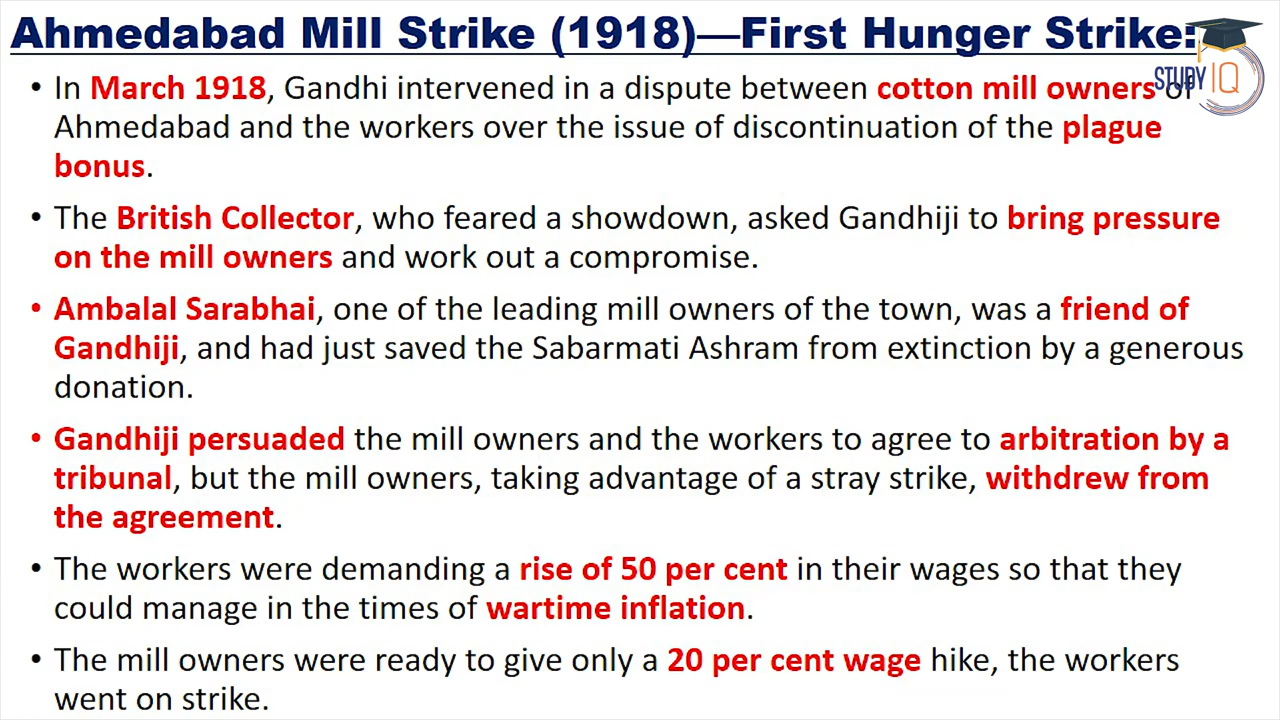 Ahmedabad Mill Strike (1918)—First Hunger Strike:
STUDY IQ
• In March 1918, Gandhi intervened in a dispute between cotton mill owners of
Ahmedabad and the workers over the issue of discontinuation of the plague
bonus.
• The British Collector, who feared a showdown, asked Gandhiji to bring pressure
on the mill owners and work out a compromise.
• Ambalal Sarabhai, one of the leading mill owners of the town, was a friend of
Gandhiji, and had just saved the Sabarmati Ashram from extinction by a generous
donation.
• Gandhiji persuaded the mill owners and the workers to agree to arbitration by a
tribunal, but the mill owners, taking advantage of a stray strike, withdrew from
the agreement.
• The workers were demanding a rise of 50 per cent in their wages so that they
could manage in the times of wartime inflation.
• The mill owners were ready to give only a 20 per cent wage hike, the workers
went on strike.